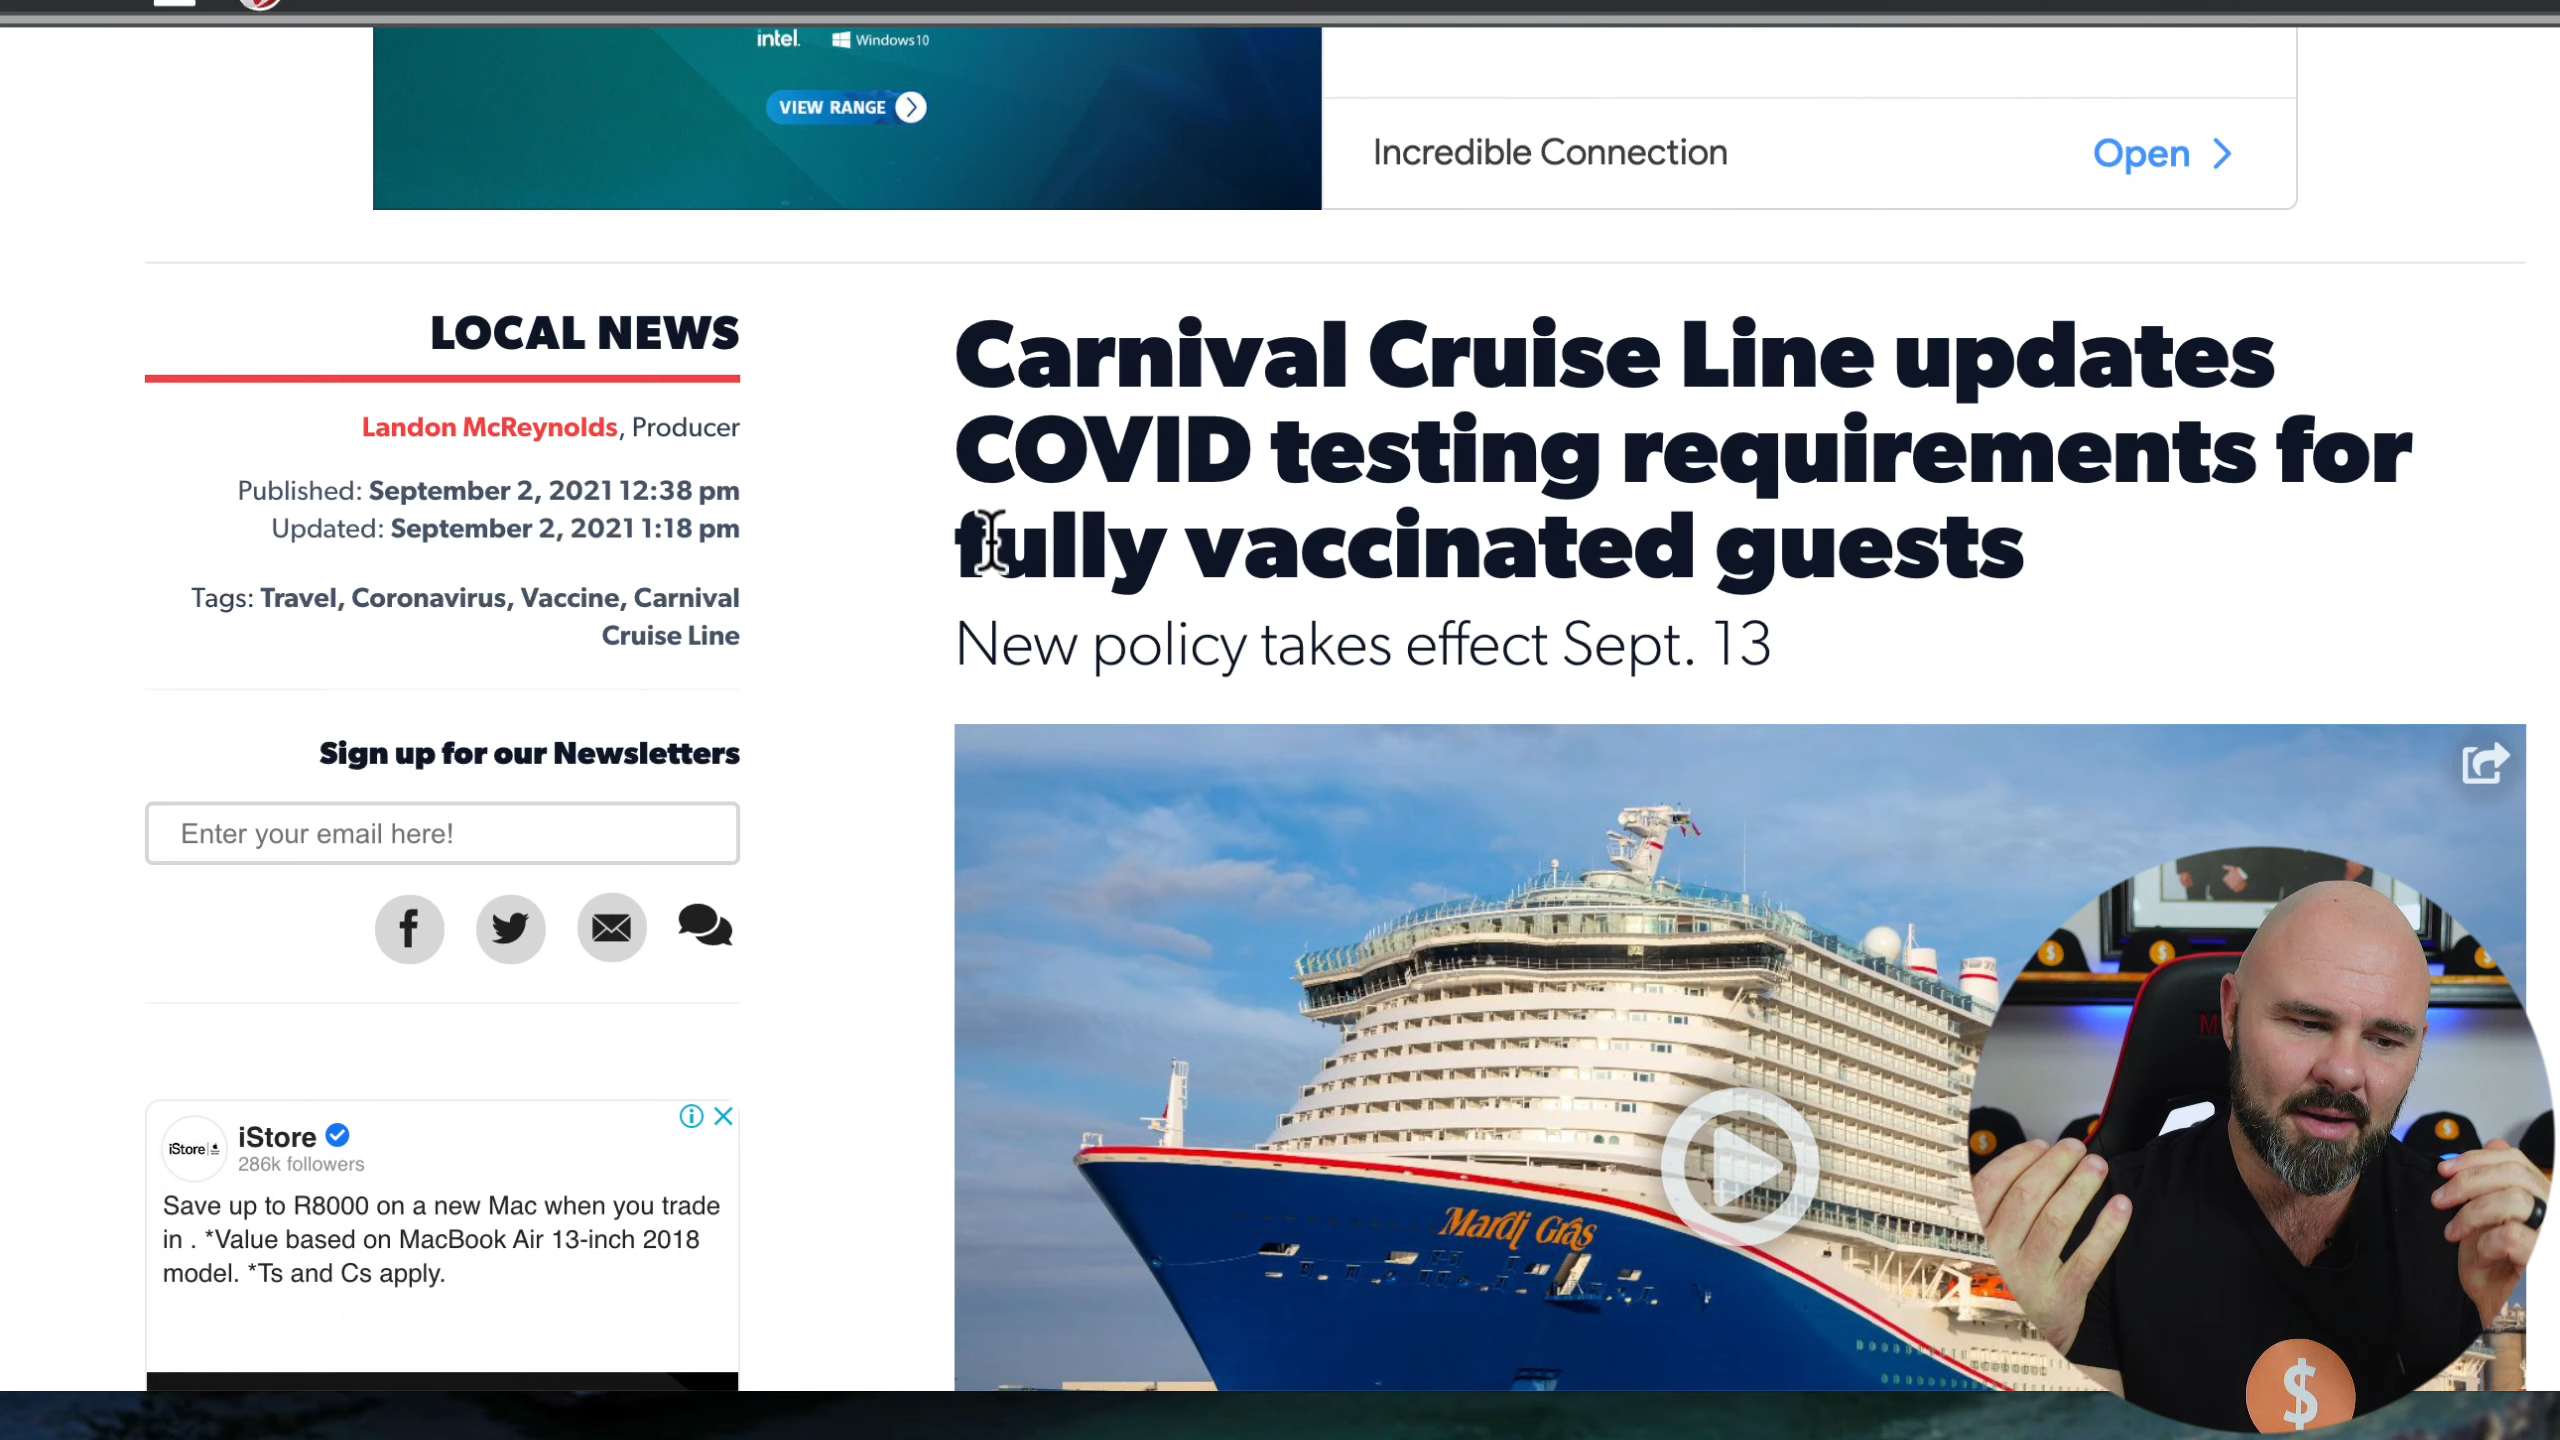 intel.
Windows10
VIEW RANGE
Incredible Connection
Open
LOCAL NEWS
Landon McReynolds, Producer
Published: September 2, 2021 12:38 pm
Updated: September 2, 2021 1:18 pm
Tags: Travel, Coronavirus, Vaccine, Carnival
Cruise Line
Sign up for our Newsletters
Enter your email here!
iStore
iStore
286k followers
Save up to R8000 on a new Mac when you trade
in . *Value based on MacBook Air 13-inch 2018
model. *Ts and Cs apply.
Carnival Cruise Line updates
COVID testing requirements for
fully vaccinated guests
New policy takes effect Sept. 13
Mardi Gras
M
$